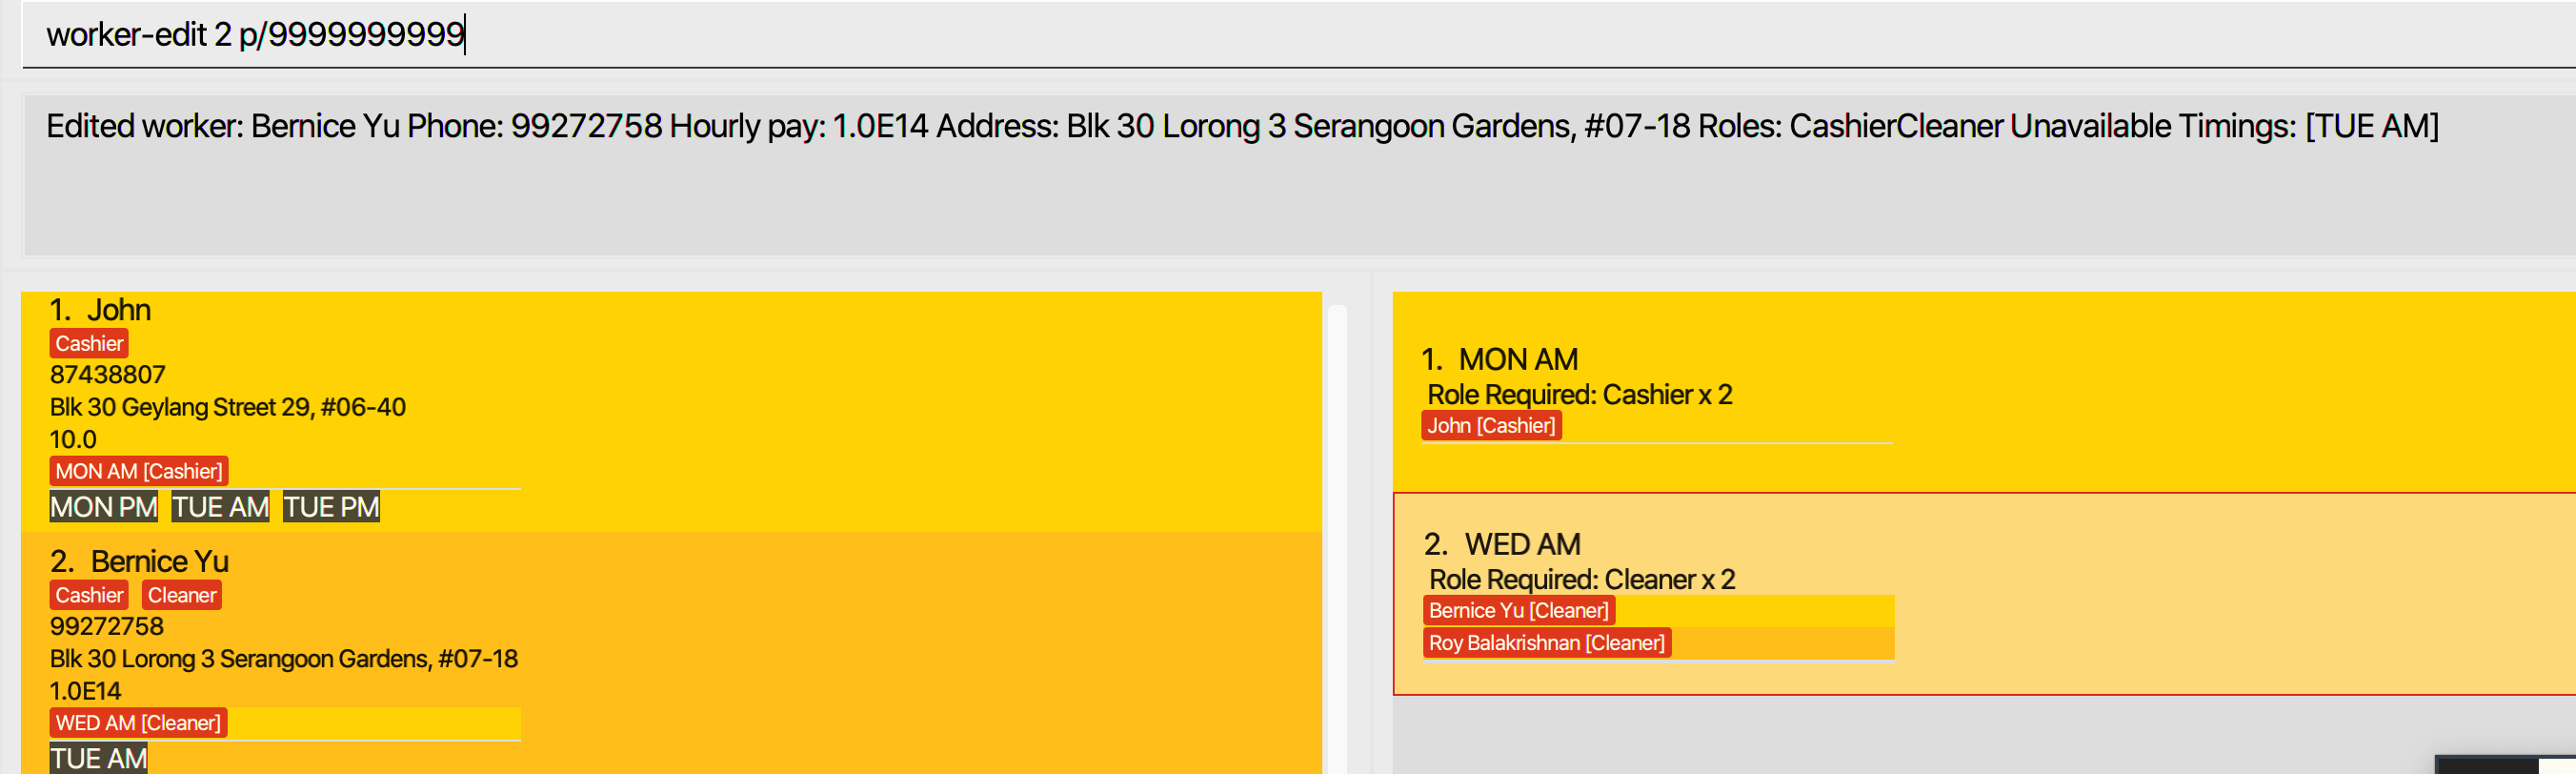 worker-edit 2 p/9999999999
Edited worker: Bernice Yu Phone: 99272758 Hourly pay: 1.0E14 Address: Blk 30 Lorong 3 Serangoon Gardens, #07-18 Roles: CashierCleaner Unavailable Timings: [TUE AM]
1. John
Cashier
87438807
Blk 30 Geylang Street 29, #06-40
10.0
MON AM [Cashier]
MON PM TUE AM TUE PM
2. Bernice Yu
Cashier Cleaner
99272758
Blk 30 Lorong 3 Serangoon Gardens, #07-18
1.0E14
WED AM [Cleaner]
TUE AM
1. MON AM
Role Required: Cashier x 2
John [Cashier]
2. WED AM
Role Required: Cleaner x 2
Bernice Yu [Cleaner]
Roy Balakrishnan [Cleaner]